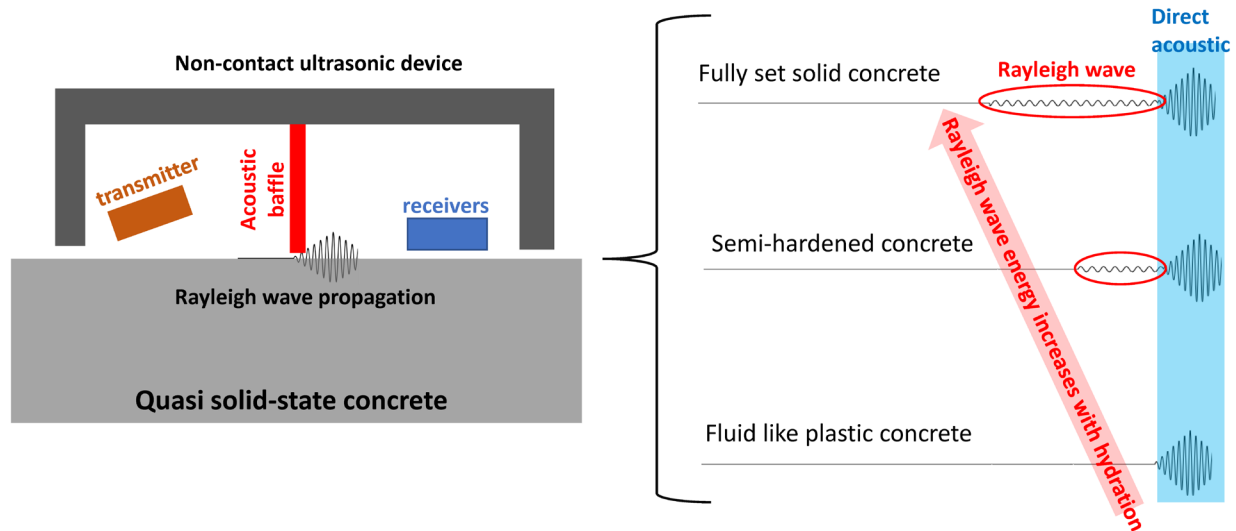 Non-contact ultrasonic device
transmitter
Acoustic
baffle
receivers
Rayleigh wave propagation
Quasi solid-state concrete
Direct
acoustic
Fully set solid concrete
Rayleigh wave
Semi-hardened concrete
Fluid like plastic concrete
Rayleigh wave energy increases with hydration